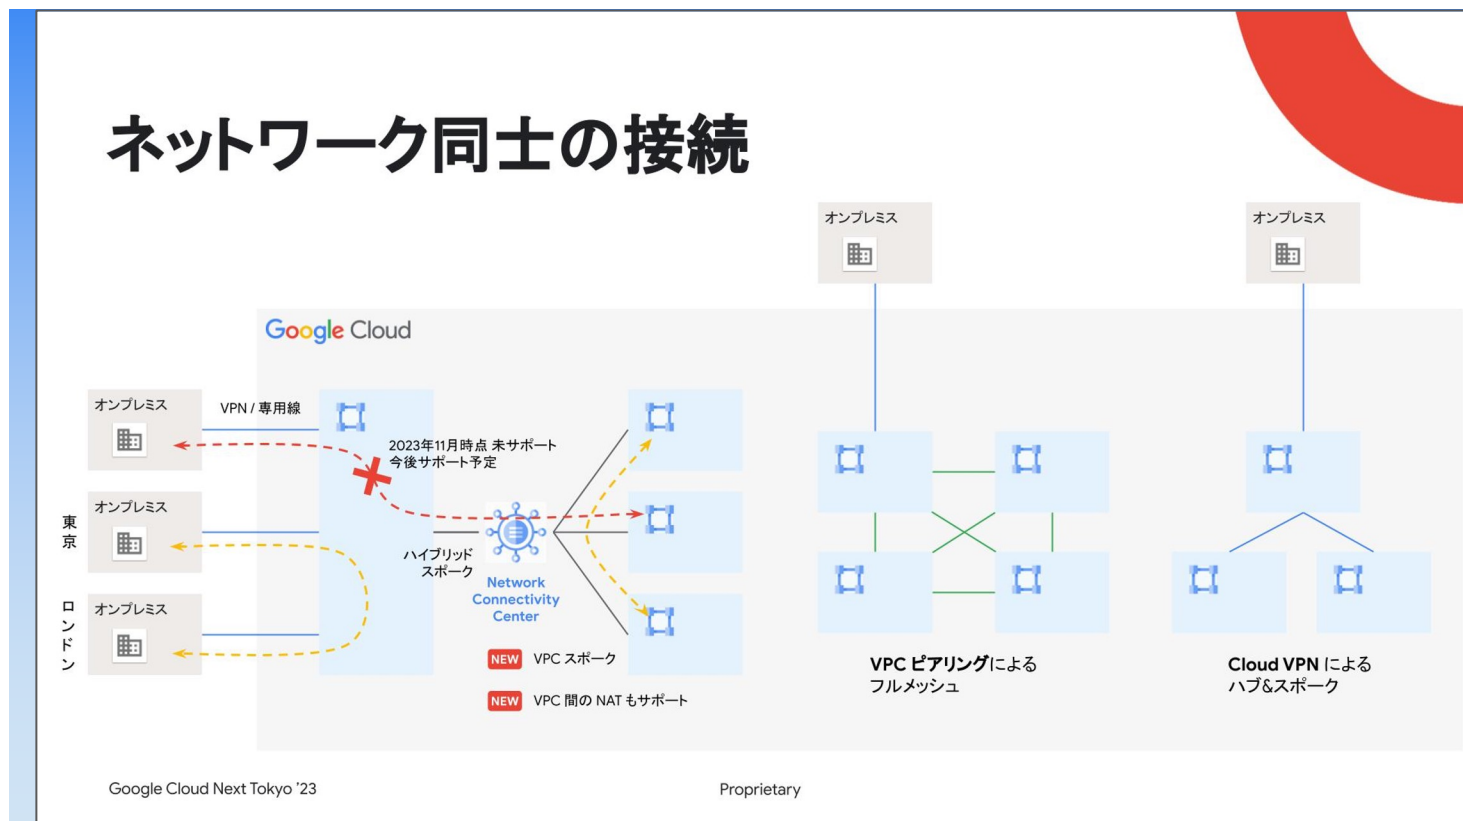 ネットワーク同士の接続
オンプレミス
オンプレミス
Google Cloud
オンプレミス
VPN / 専用線
2023年11月時点 未サポート
今後サポート予定
東京
オンプレミス
ハイブリッド
スポーク
Network
Connectivity
Center
ロンドン
オンプレミス
NEW VPC スポーク
NEW VPC 間の NAT もサポート
VPC ピアリングによる
フルメッシュ
Cloud VPN による
ハブ&スポーク
Google Cloud Next Tokyo ’23
Proprietary